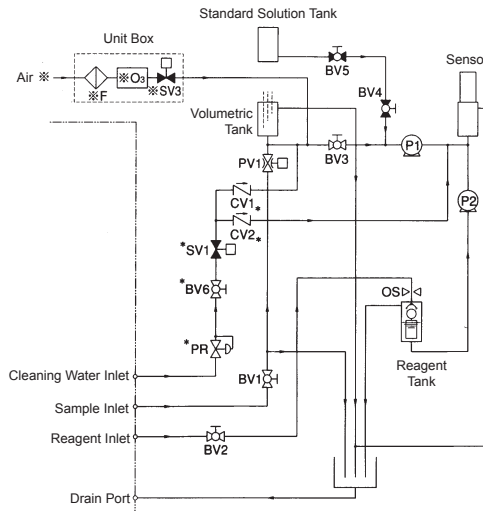 Standard Solution Tank
Unit Box
Air ※
※O₃
※SV3
※F
BV5
Senso
BV4
Volumetric
Tank
PV1
BV3
P1
CV1*
P2
CV2*
*SV1
*BV6
OS
*PR
Reagent
Tank
Cleaning Water Inlet
BV1
Sample Inlet
Reagent Inlet
BV2
Drain Port